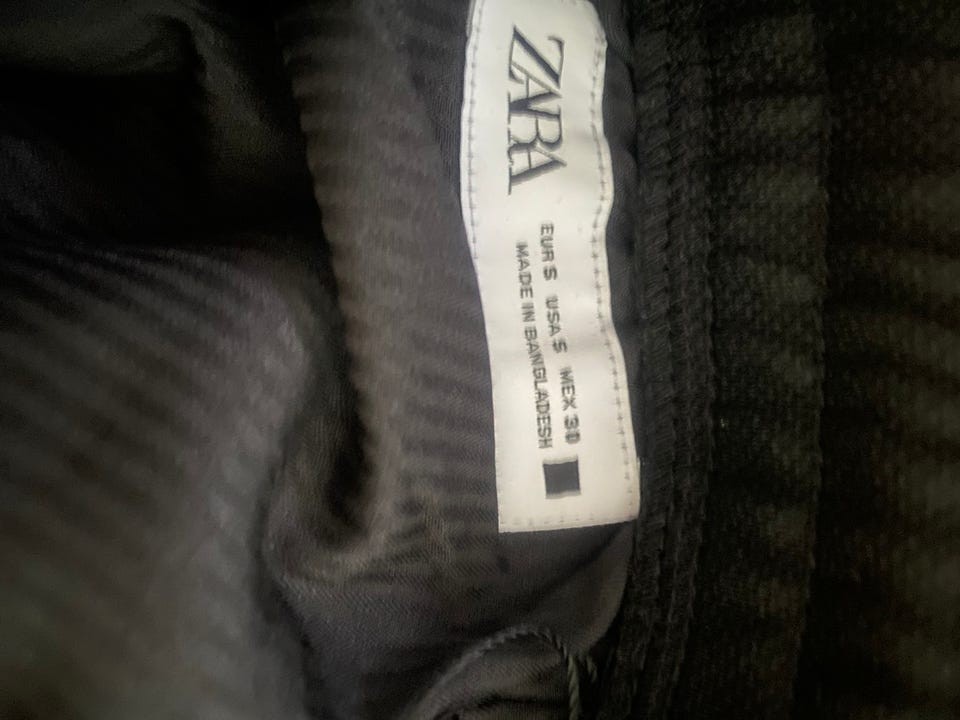 ZARA
EUR S USA S MEX 30
MADE IN BANGLADESH